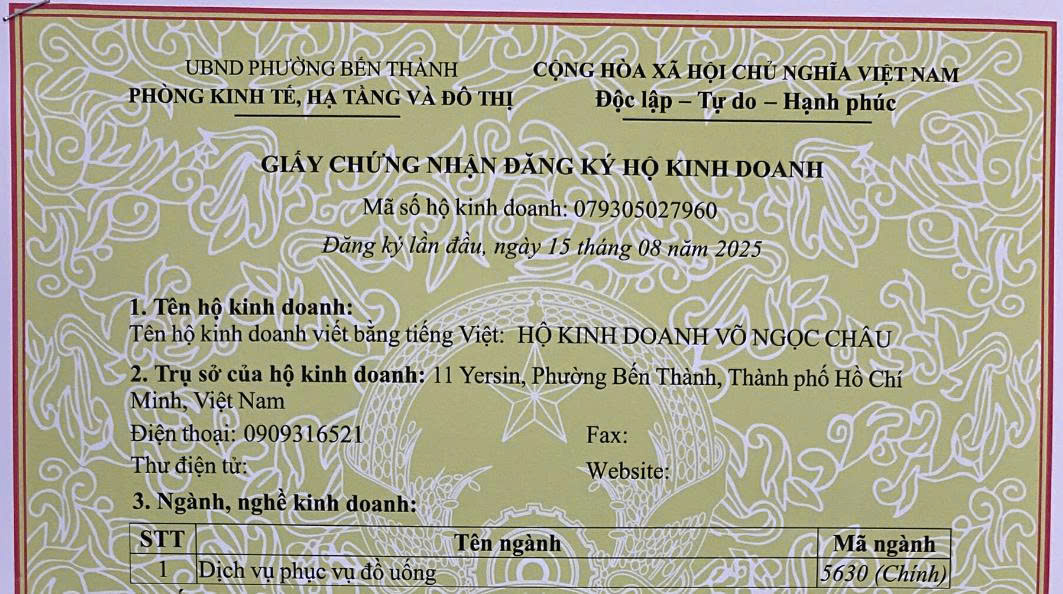 UBND PHƯỜNG BẾN THÀNH
PHÒNG KINH TẾ, HẠ TẦNG VÀ ĐÔ THỊ
CỘNG HÒA XÃ HỘI CHỦ NGHĨA VIỆT NAM
Độc lập – Tự do – Hạnh phúc
GIẤY CHỨNG NHẬN ĐĂNG KÝ HỘ KINH DOANH
Mã số hộ kinh doanh: 079305027960
Đăng ký lần đầu, ngày 15 tháng 08 năm 2025
1. Tên hộ kinh doanh:
Tên hộ kinh doanh viết bằng tiếng Việt: HỘ KINH DOANH VÕ NGỌC CHÂU
2. Trụ sở của hộ kinh doanh: 11 Yersin, Phường Bến Thành, Thành phố Hồ Chí
Minh, Việt Nam
Điện thoại: 0909316521 Fax:
Thư điện tử: Website:
3. Ngành, nghề kinh doanh:
STT Tên ngành Mã ngành
1 Dịch vụ phục vụ đồ uống 5630 (Chính)